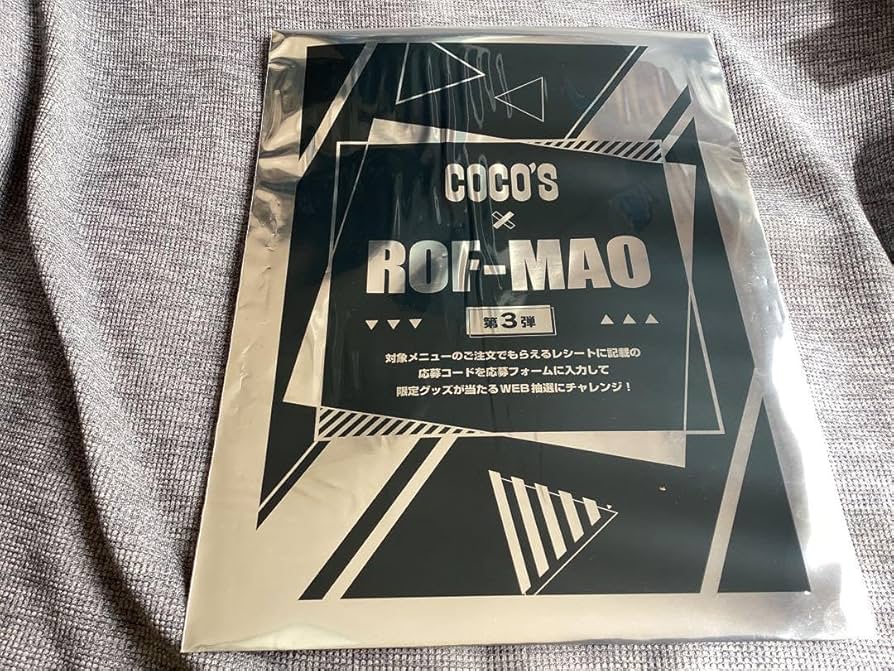 COCO'S
×
ROF-MAO
第3弾
対象メニューのご注文でもらえるレシートに記載の
応募コードを応募フォームに入力して
限定グッズが当たるWEB抽選にチャレンジ！